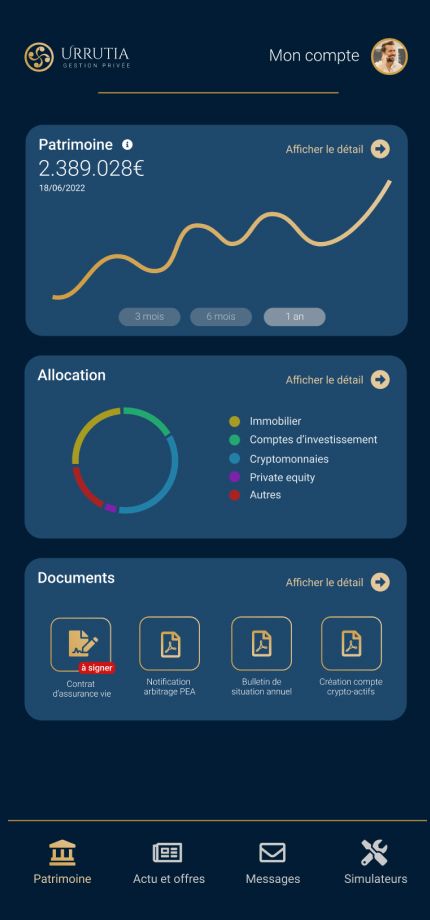 URRUTIA
GESTION PRIVÉE
Mon compte
Patrimoine
2.389.028€
18/06/2022
Afficher le détail
3 mois
6 mois
1 an
Allocation
Afficher le détail
Immobilier
Comptes d'investissement
Cryptomonnaies
Private equity
Autres
Documents
Afficher le détail
à signer
Contrat
d'assurance vie
Notification
arbitrage PEA
Bulletin de
situation annuel
Création compte
crypto-actifs
Patrimoine
Actu et offres
Messages
Simulateurs